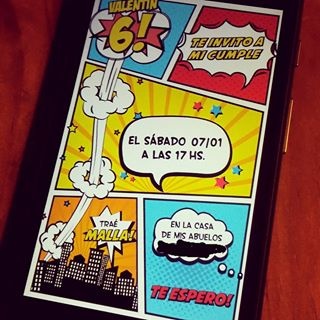 VALENTÍN
6!
TE INVITO A
MI CUMPLE
EL SÁBADO 07/01
A LAS 17 HS.
TRAÉ
MALLA!
EN LA CASA
DE MIS ABUELOS
TE ESPERO!